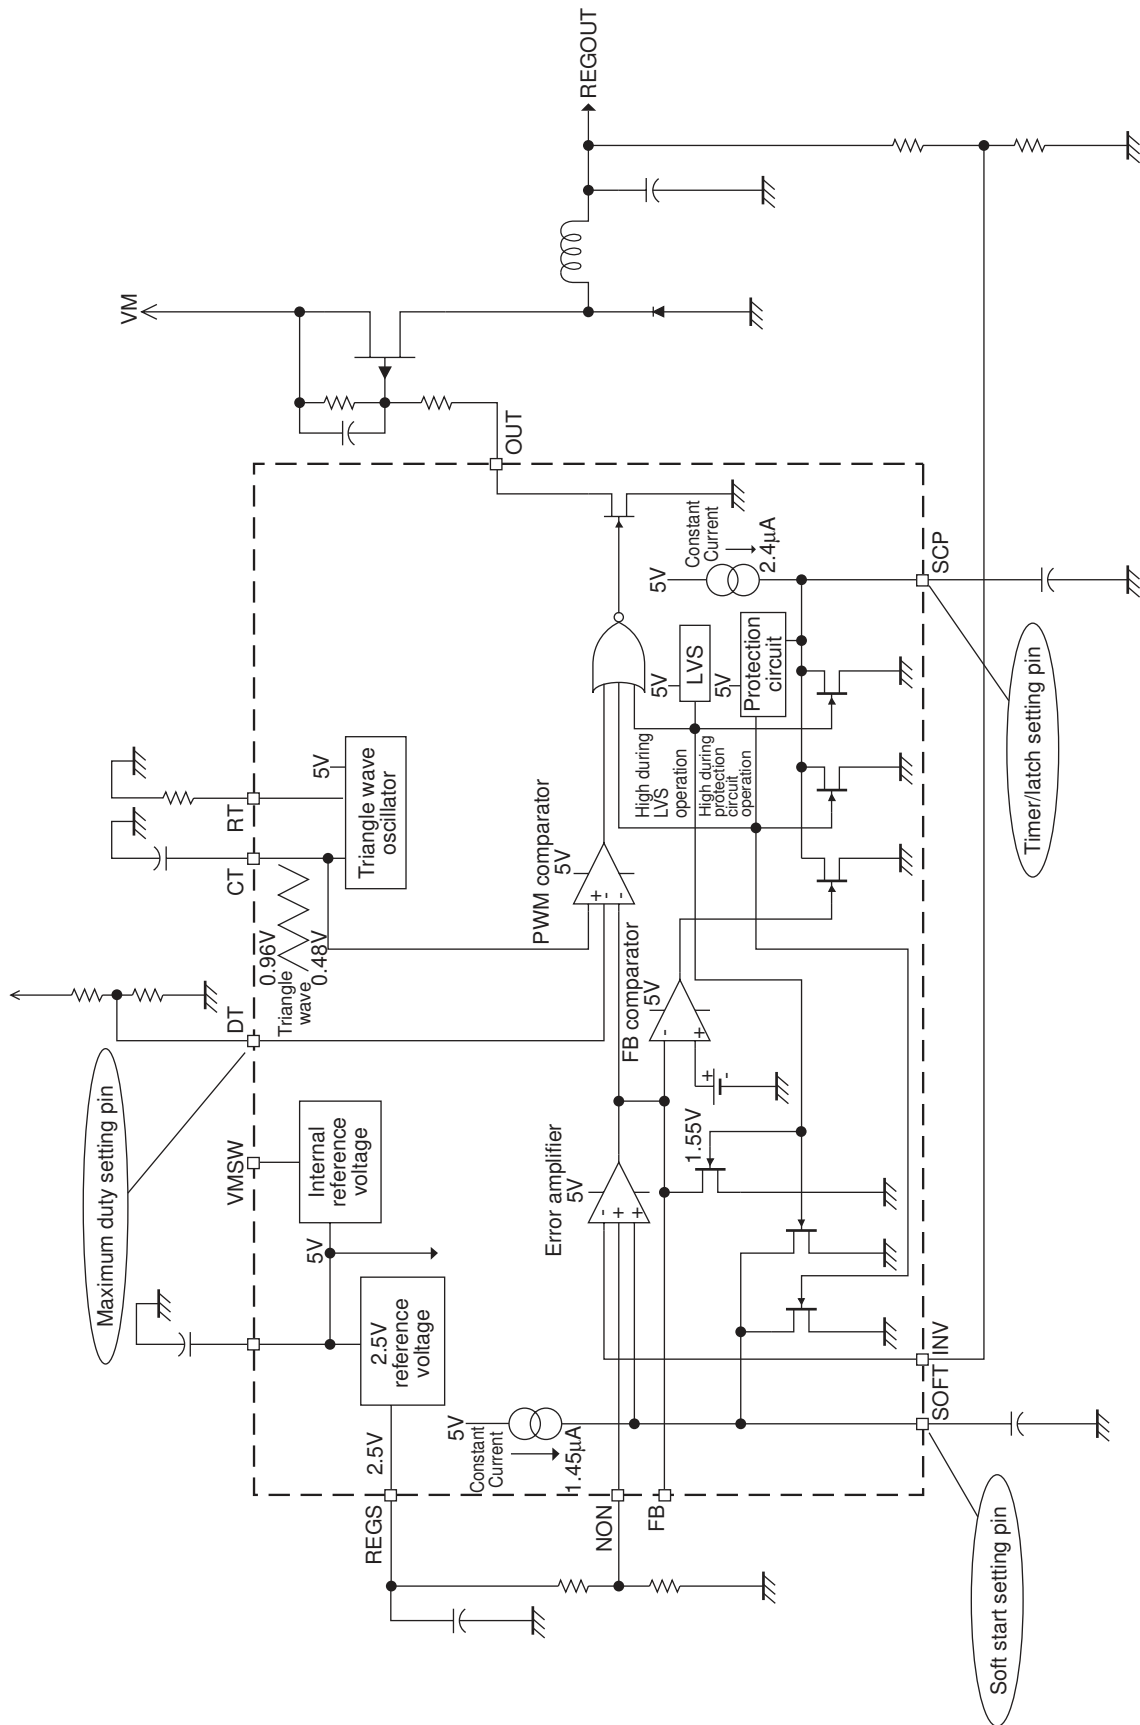 VM
REGOUT
OUT
Constant
Current
2.4µA
5V
SCP
Timer/latch setting pin
5V
LVS
5V
Protection
circuit
High during
LVS
operation
High during
protection
circuit
operation
RT
CT
5V
Triangle wave
oscillator
0.96V
0.48V
Triangle
wave
PWM comparator
5V
+
-
-
DT
Maximum duty setting pin
FB comparator
5V
-
+
+
-
1.55V
VMSW
Internal
reference
voltage
5V
2.5V
reference
voltage
Error amplifier
5V
-
+
+
2.5V
REGS
5V
Constant
Current
1.45µA
NON
FB
INV
SOFT
Soft start setting pin